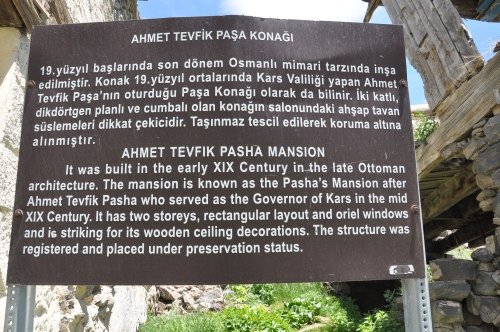 AHMET TEVFİK PAŞA KONAĞI
19.yüzyıl başlarında son dönem Osmanlı mimari tarzında inşa
edilmiştir. Konak 19.yüzyıl ortalarında Kars Valiliği yapan Ahmet
Tevfik Paşa'nın oturduğu Paşa Konağı olarak da bilinir. İki katlı,
dikdörtgen planlı ve cumbalı olan konağın salonundaki ahşap tavan
süslemeleri dikkat çekicidir. Taşınmaz tescil edilerek koruma altına
alınmıştır.
AHMET TEVFIK PASHA MANSION
It was built in the early XIX Century in the late Ottoman
architecture. The mansion is known as the Pasha's Mansion after
Ahmet Tevfik Pasha who served as the Governor of Kars in the mid
XIX Century. It has two storeys, rectangular layout and oriel windows
and is striking for its wooden ceiling decorations. The structure was
registered and placed under preservation status.